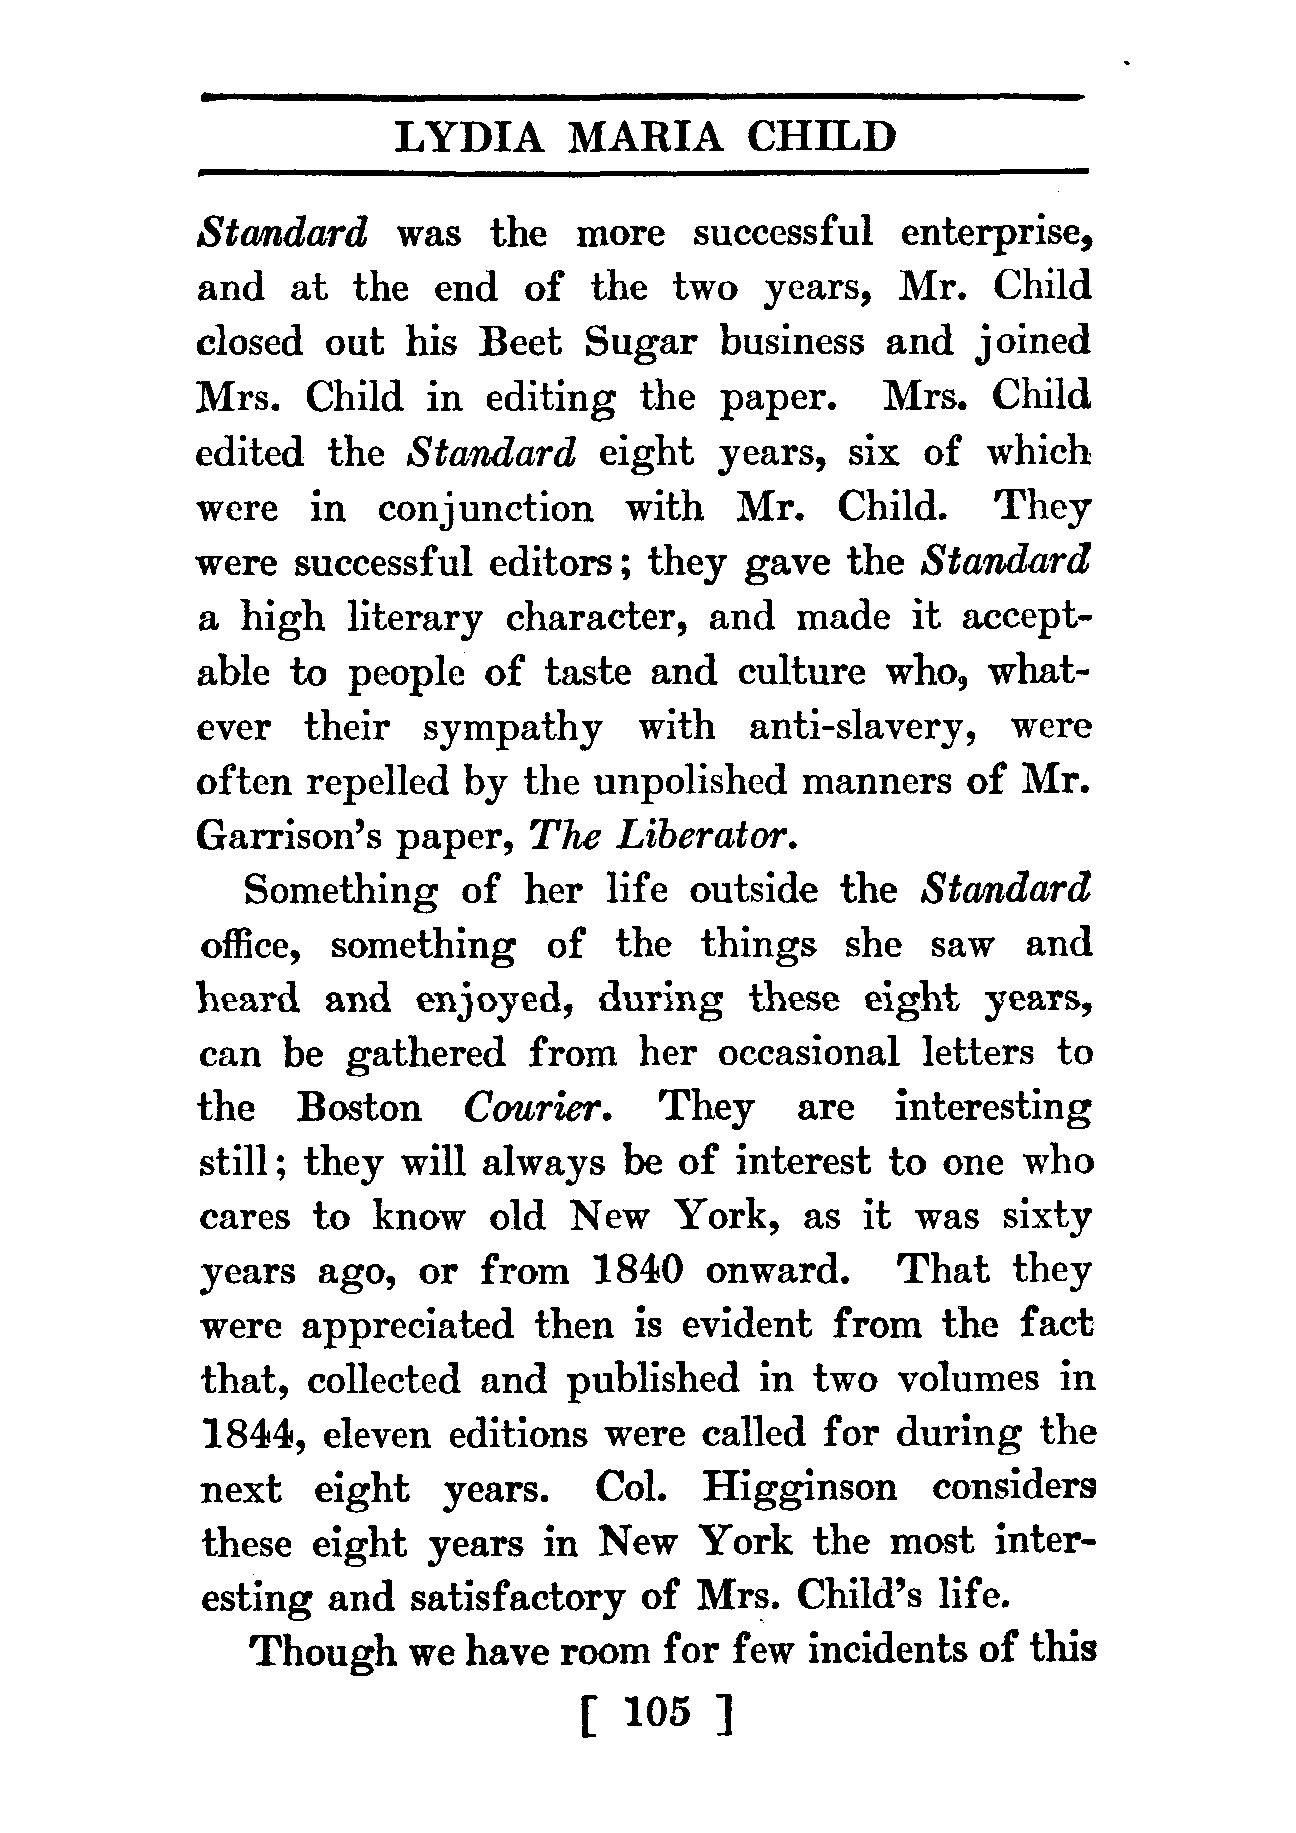 LYDIA MARIA CHILD
Standard was the more successful enterprise,
and at the end of the two years, Mr. Child
closed out his Beet Sugar business and joined
Mrs. Child in editing the paper. Mrs. Child
edited the Standard eight years, six of which
were in conjunction with Mr. Child. They
were successful editors; they gave the Standard
a high literary character, and made it accept-
able to people of taste and culture who, what-
ever their sympathy with anti-slavery, were
often repelled by the unpolished manners of Mr.
Garrison's paper, The Liberator.
Something of her life outside the Standard
office, something of the things she saw and
heard and enjoyed, during these eight years,
can be gathered from her occasional letters to
the Boston Courier. They are interesting
still; they will always be of interest to one who
cares to know old New York, as it was sixty
years ago, or from 1840 onward. That they
were appreciated then is evident from the fact
that, collected and published in two volumes in
1844, eleven editions were called for during the
next eight years. Col. Higginson considers
these eight years in New York the most inter-
esting and satisfactory of Mrs. Child's life.
Though we have room for few incidents of this
[ 105 ]